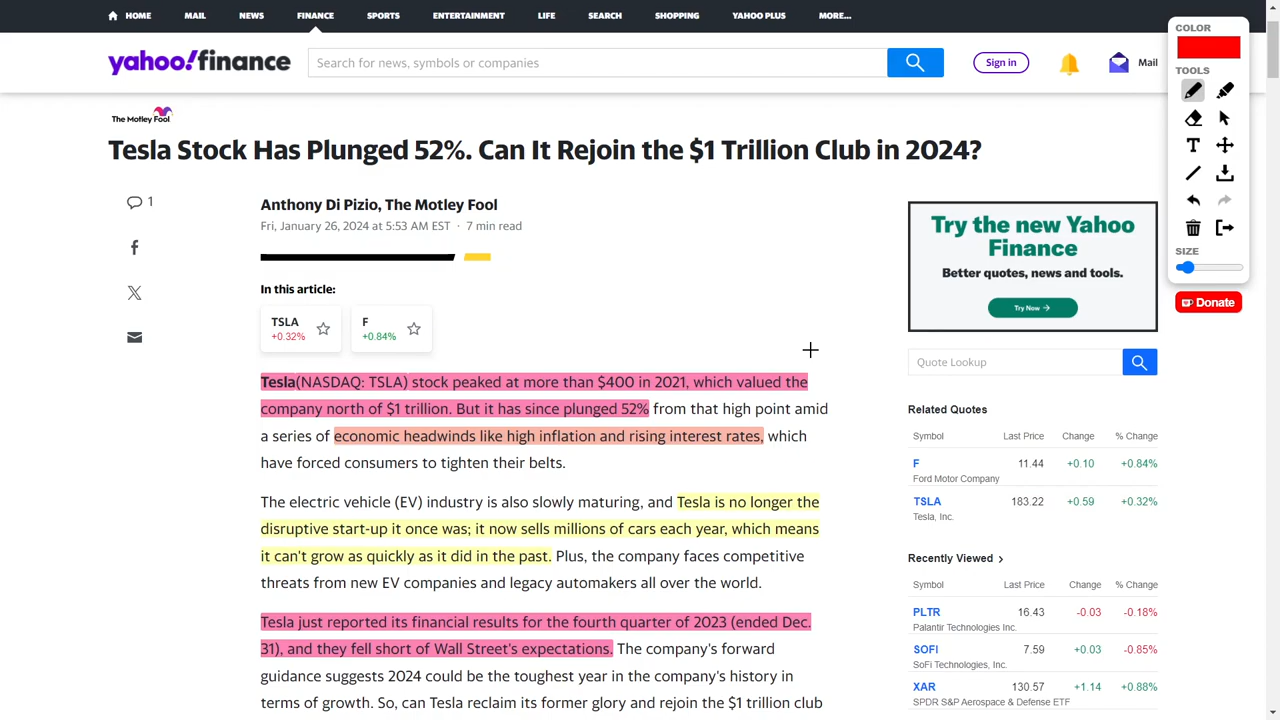 HOME MAIL NEWS FINANCE SPORTS ENTERTAINMENT LIFE SEARCH SHOPPING YAHOO PLUS MORE...
yahoo!finance
Search for news, symbols or companies
Sign in
Mail
The Motley Fool
Tesla Stock Has Plunged 52%. Can It Rejoin the $1 Trillion Club in 2024?
1
Anthony Di Pizio, The Motley Fool
Fri, January 26, 2024 at 5:53 AM EST · 7 min read
In this article:
TSLA
+0.32%
F
+0.84%
Tesla(NASDAQ: TSLA) stock peaked at more than $400 in 2021, which valued the
company north of $1 trillion. But it has since plunged 52% from that high point amid
a series of economic headwinds like high inflation and rising interest rates, which
have forced consumers to tighten their belts.
The electric vehicle (EV) industry is also slowly maturing, and Tesla is no longer the
disruptive start-up it once was; it now sells millions of cars each year, which means
it can't grow as quickly as it did in the past. Plus, the company faces competitive
threats from new EV companies and legacy automakers all over the world.
Tesla just reported its financial results for the fourth quarter of 2023 (ended Dec.
31), and they fell short of Wall Street's expectations. The company's forward
guidance suggests 2024 could be the toughest year in the company's history in
terms of growth. So, can Tesla reclaim its former glory and rejoin the $1 trillion club
Try the new Yahoo
Finance
Better quotes, news and tools.
Try Now →
Quote Lookup
Related Quotes
Symbol Last Price Change % Change
F 11.44 +0.10 +0.84%
Ford Motor Company
TSLA 183.22 +0.59 +0.32%
Tesla, Inc.
Recently Viewed >
Symbol Last Price Change % Change
PLTR 16.43 -0.03 -0.18%
Palantir Technologies Inc.
SOFI 7.59 +0.03 -0.85%
SoFi Technologies, Inc.
XAR 130.57 +1.14 +0.88%
SPDR S&P Aerospace & Defense ETF
COLOR
TOOLS
T
SIZE
Donate